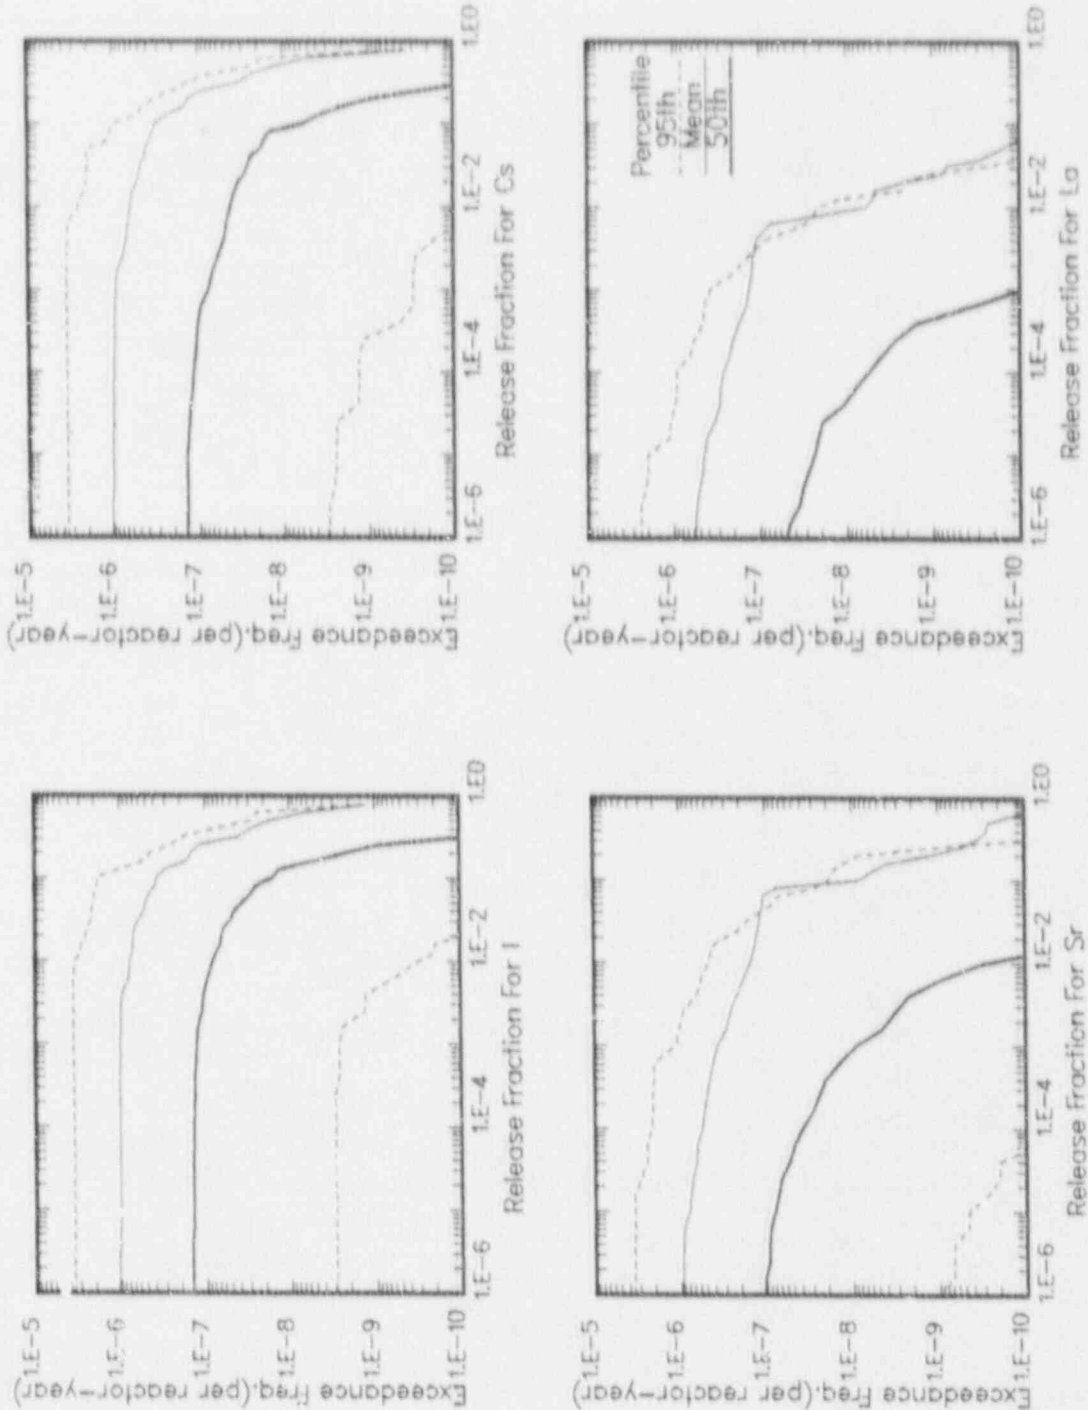 Exceedance Freq.(per reactor-year)
1.E-5
1.E-6
1.E-7
1.E-8
1.E-9
1.E-10
1.E-6
1.E-4
1.E-2
1.E0
Release Fraction For I
Exceedance Freq.(per reactor-year)
1.E-5
1.E-6
1.E-7
1.E-8
1.E-9
1.E-10
1.E-6
1.E-4
1.E-2
1.E0
Release Fraction For Cs
Exceedance Freq.(per reactor-year)
1.E-5
1.E-6
1.E-7
1.E-8
1.E-9
1.E-10
1.E-6
1.E-4
1.E-2
1.E0
Release Fraction For Sr
Exceedance Freq.(per reactor-year)
1.E-5
1.E-6
1.E-7
1.E-8
1.E-9
1.E-10
1.E-6
1.E-4
1.E-2
1.E0
Release Fraction For La
Percentile
95th
Mean
50th